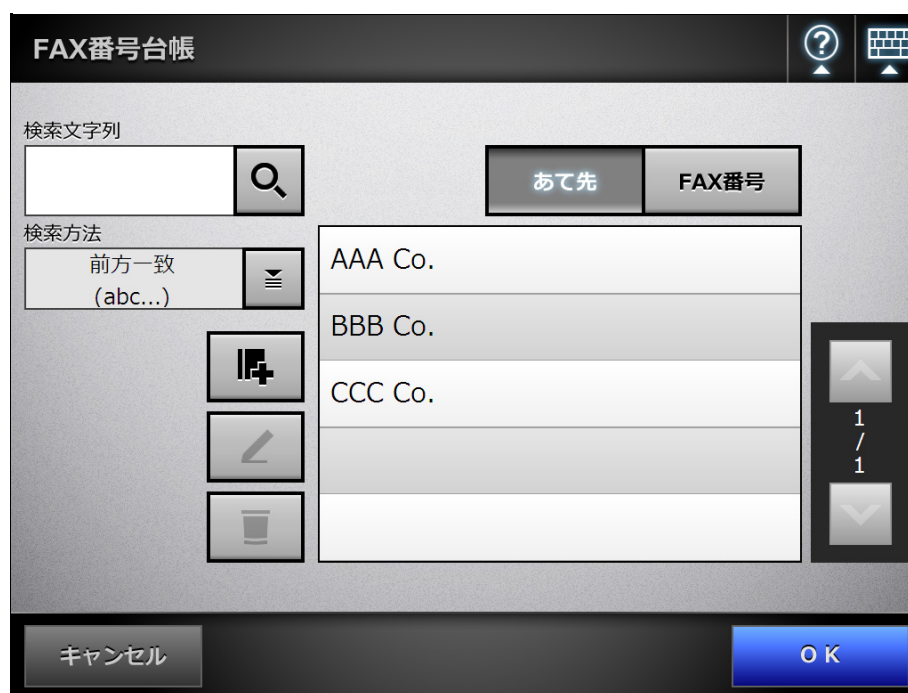 FAX番号台帳
?
検索文字列
あて先
FAX番号
検索方法
前方一致
(abc...)
AAA Co.
BBB Co.
CCC Co.
1
/
1
キャンセル
OK